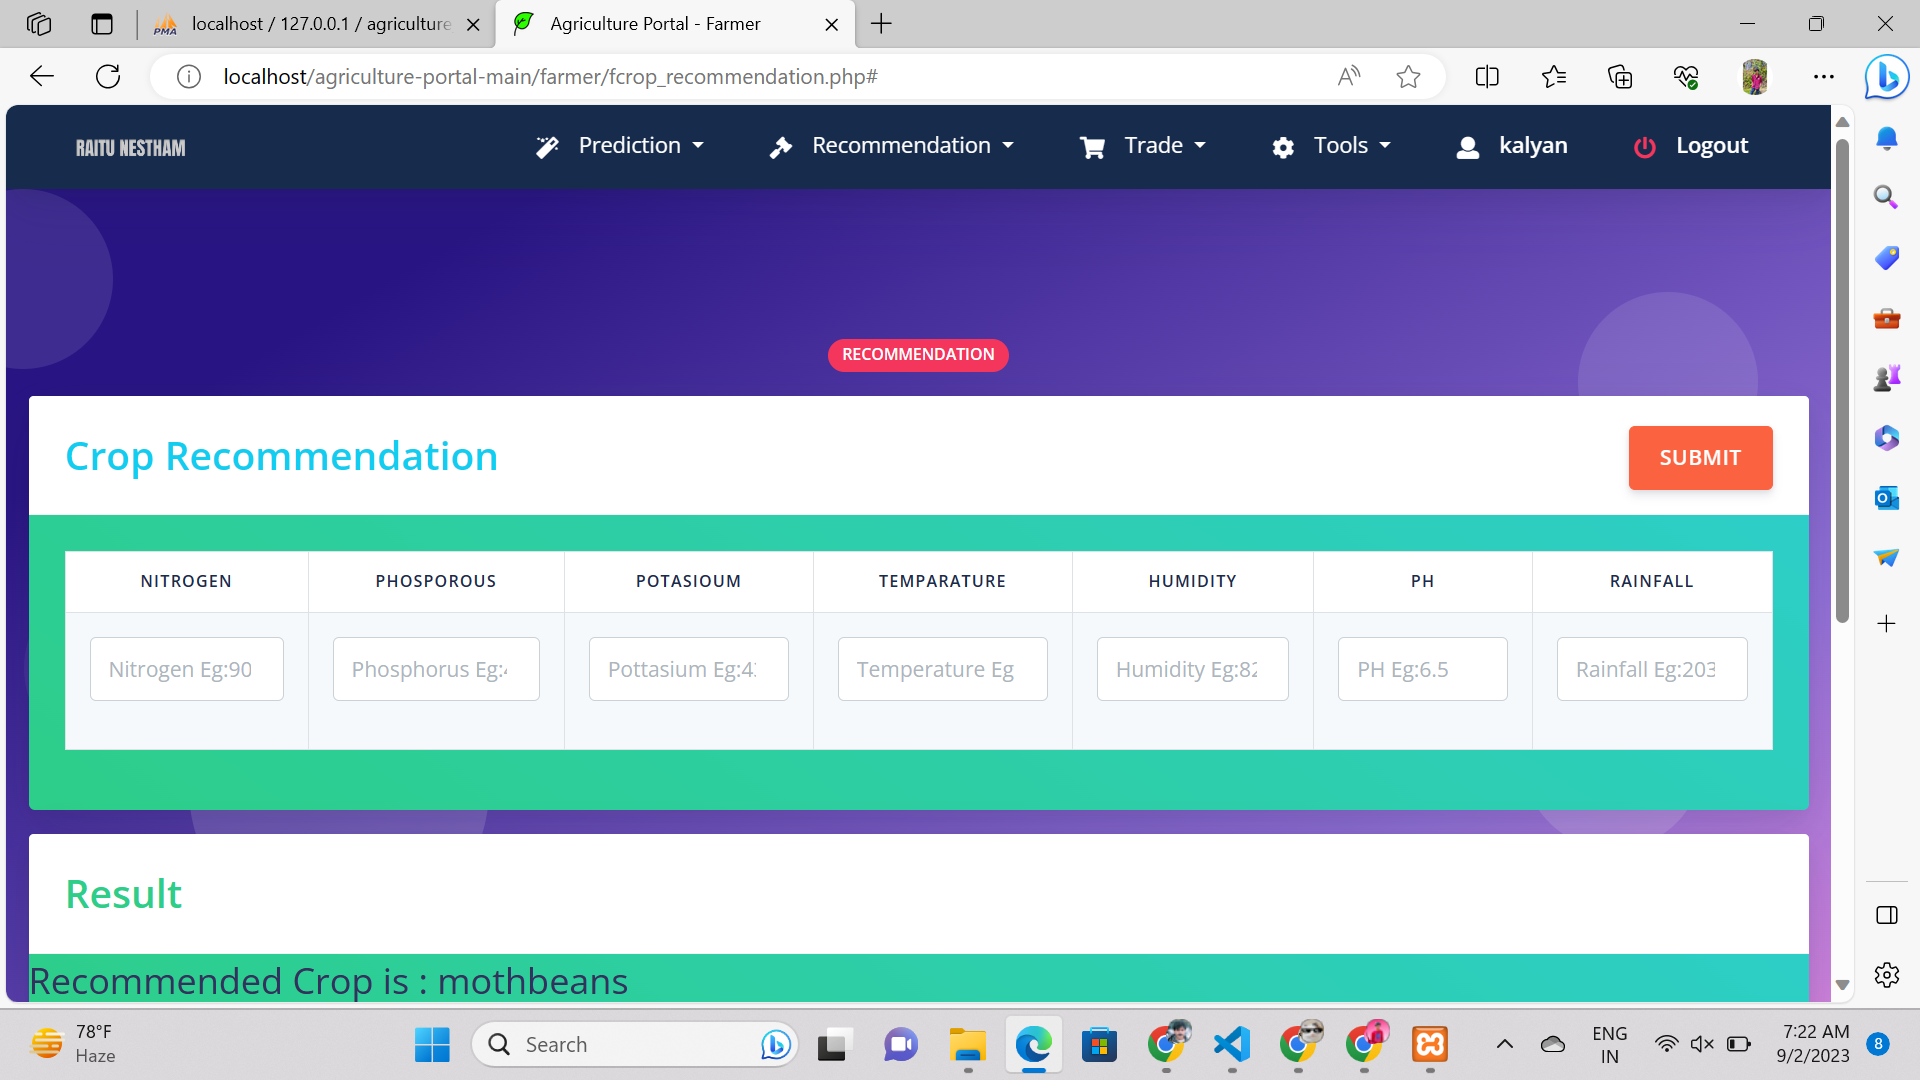 localhost / 127.0.0.1 / agriculture
Agriculture Portal - Farmer
localhost/agriculture-portal-main/farmer/fcrop_recommendation.php#
RAITU NESTHAM
Prediction
Recommendation
Trade
Tools
kalyan
Logout
RECOMMENDATION
Crop Recommendation
SUBMIT
NITROGEN
PHOSPOROUS
POTASIOUM
TEMPARATURE
HUMIDITY
PH
RAINFALL
Nitrogen Eg:90
Phosphorus Eg:4
Pottasium Eg:4
Temperature Eg
Humidity Eg:82
PH Eg:6.5
Rainfall Eg:203
Result
Recommended Crop is : mothbeans
78°F
Haze
Search
ENG
IN
7:22 AM
9/2/2023
8